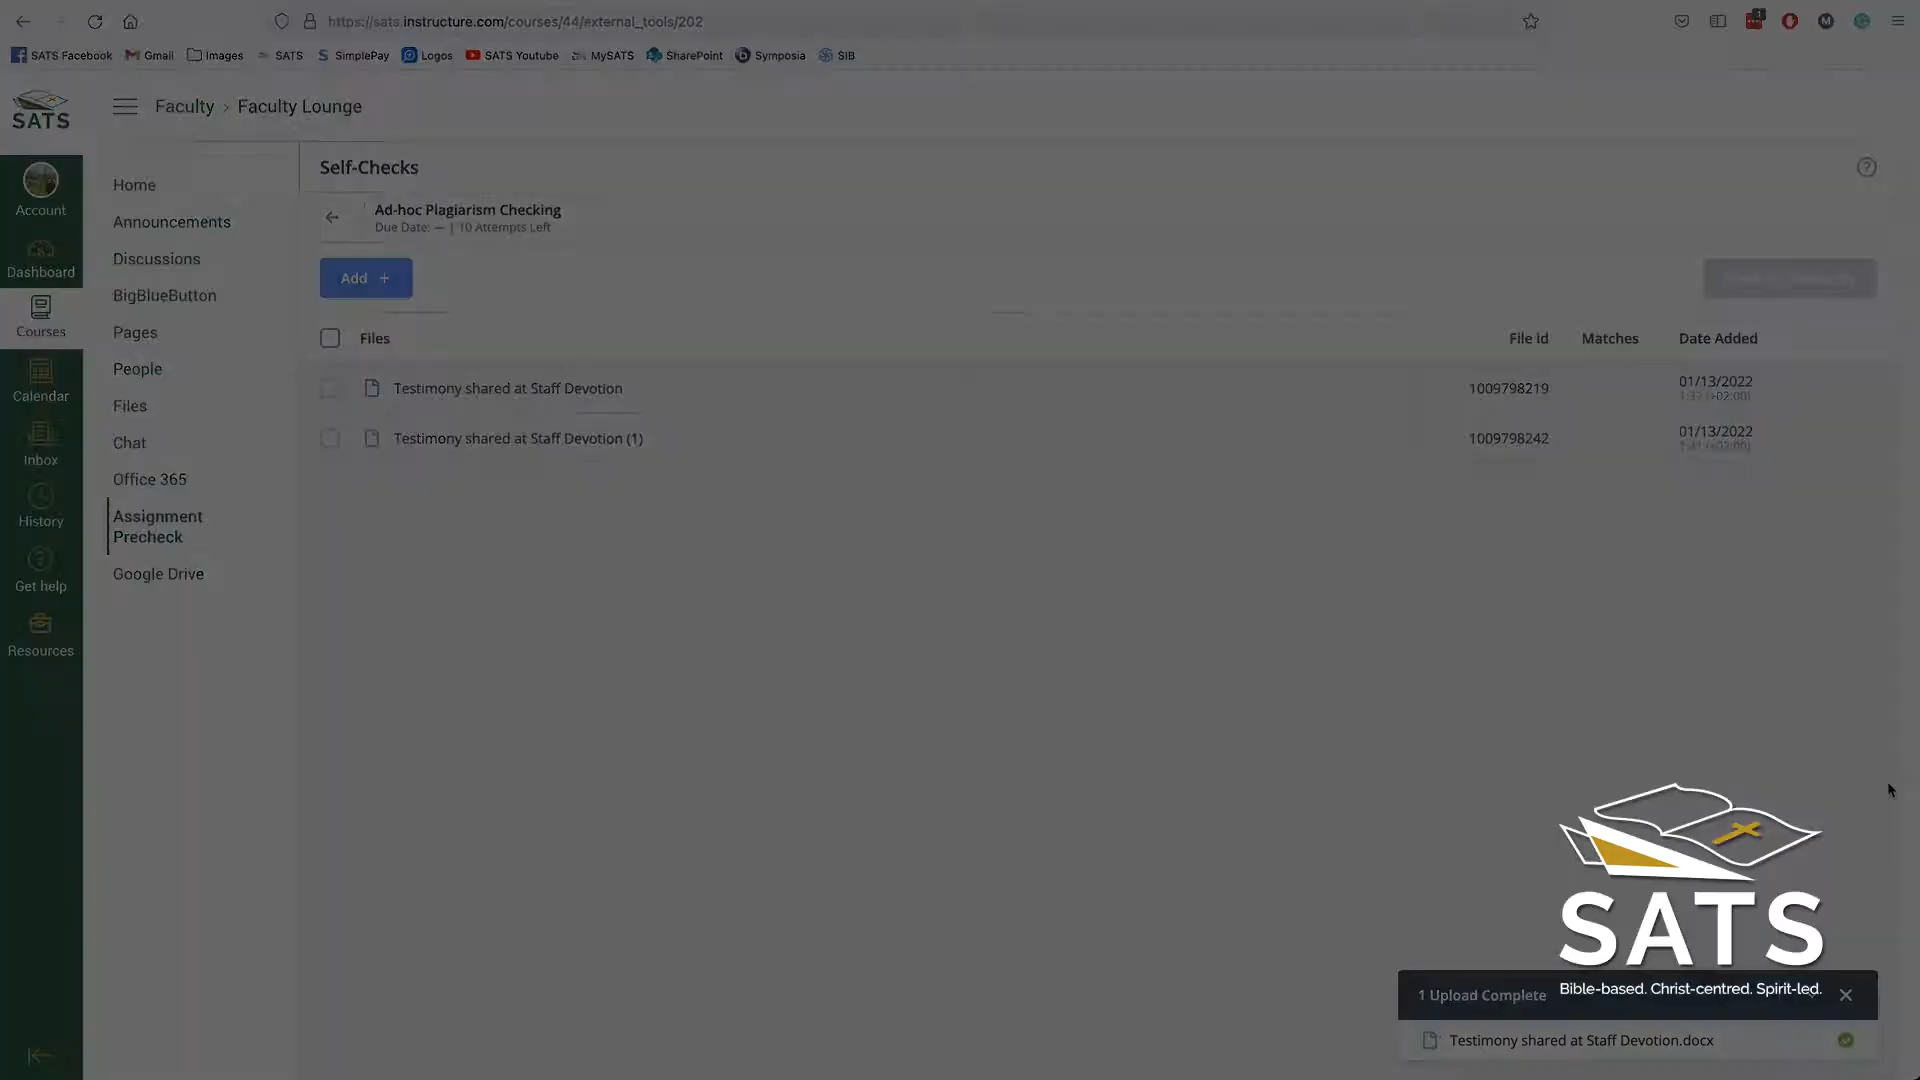 https://sats.instructure.com/courses/44/external_tools/202
1
M
SATS Facebook Gmail Images SATS SimplePay Logos SATS Youtube MySATS SharePoint Symposia SIB
SATS
Faculty › Faculty Lounge
Account
Dashboard
Courses
Calendar
Inbox
History
Get help
Resources
Home
Announcements
Discussions
BigBlueButton
Pages
People
Files
Chat
Office 365
Assignment
Precheck
Google Drive
Self-Checks
Ad-hoc Plagiarism Checking
Due Date: — | 10 Attempts Left
Add +
Files File id Matches Date Added
Testimony shared at Staff Devotion 1009798219 01/13/2022
Testimony shared at Staff Devotion (1) 1009798242 01/13/2022
SATS
Bible-based. Christ-centred. Spirit-led.
1 Upload Complete
Testimony shared at Staff Devotion.docx